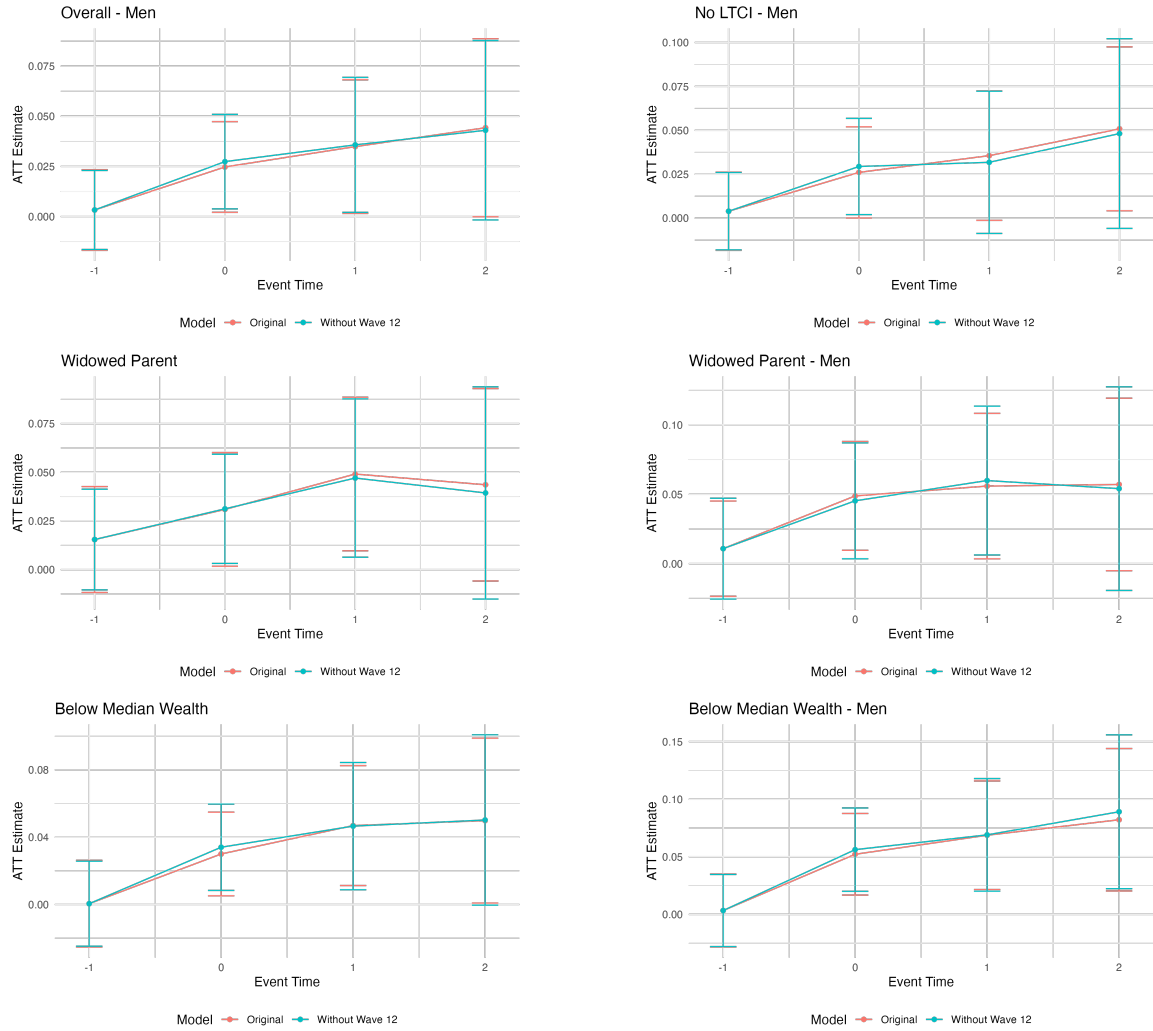 Overall - Men
ATT Estimate
0.075
0.050
0.025
0.000
-1 0 1 2
Event Time
Model Original Without Wave 12
No LTCI - Men
ATT Estimate
0.100
0.075
0.050
0.025
0.000
-1 0 1 2
Event Time
Model Original Without Wave 12
Widowed Parent
ATT Estimate
0.075
0.050
0.025
0.000
-1 0 1 2
Event Time
Model Original Without Wave 12
Widowed Parent - Men
ATT Estimate
0.10
0.05
0.00
-1 0 1 2
Event Time
Model Original Without Wave 12
Below Median Wealth
ATT Estimate
0.08
0.04
0.00
-1 0 1 2
Event Time
Model Original Without Wave 12
Below Median Wealth - Men
ATT Estimate
0.15
0.10
0.05
0.00
-1 0 1 2
Event Time
Model Original Without Wave 12